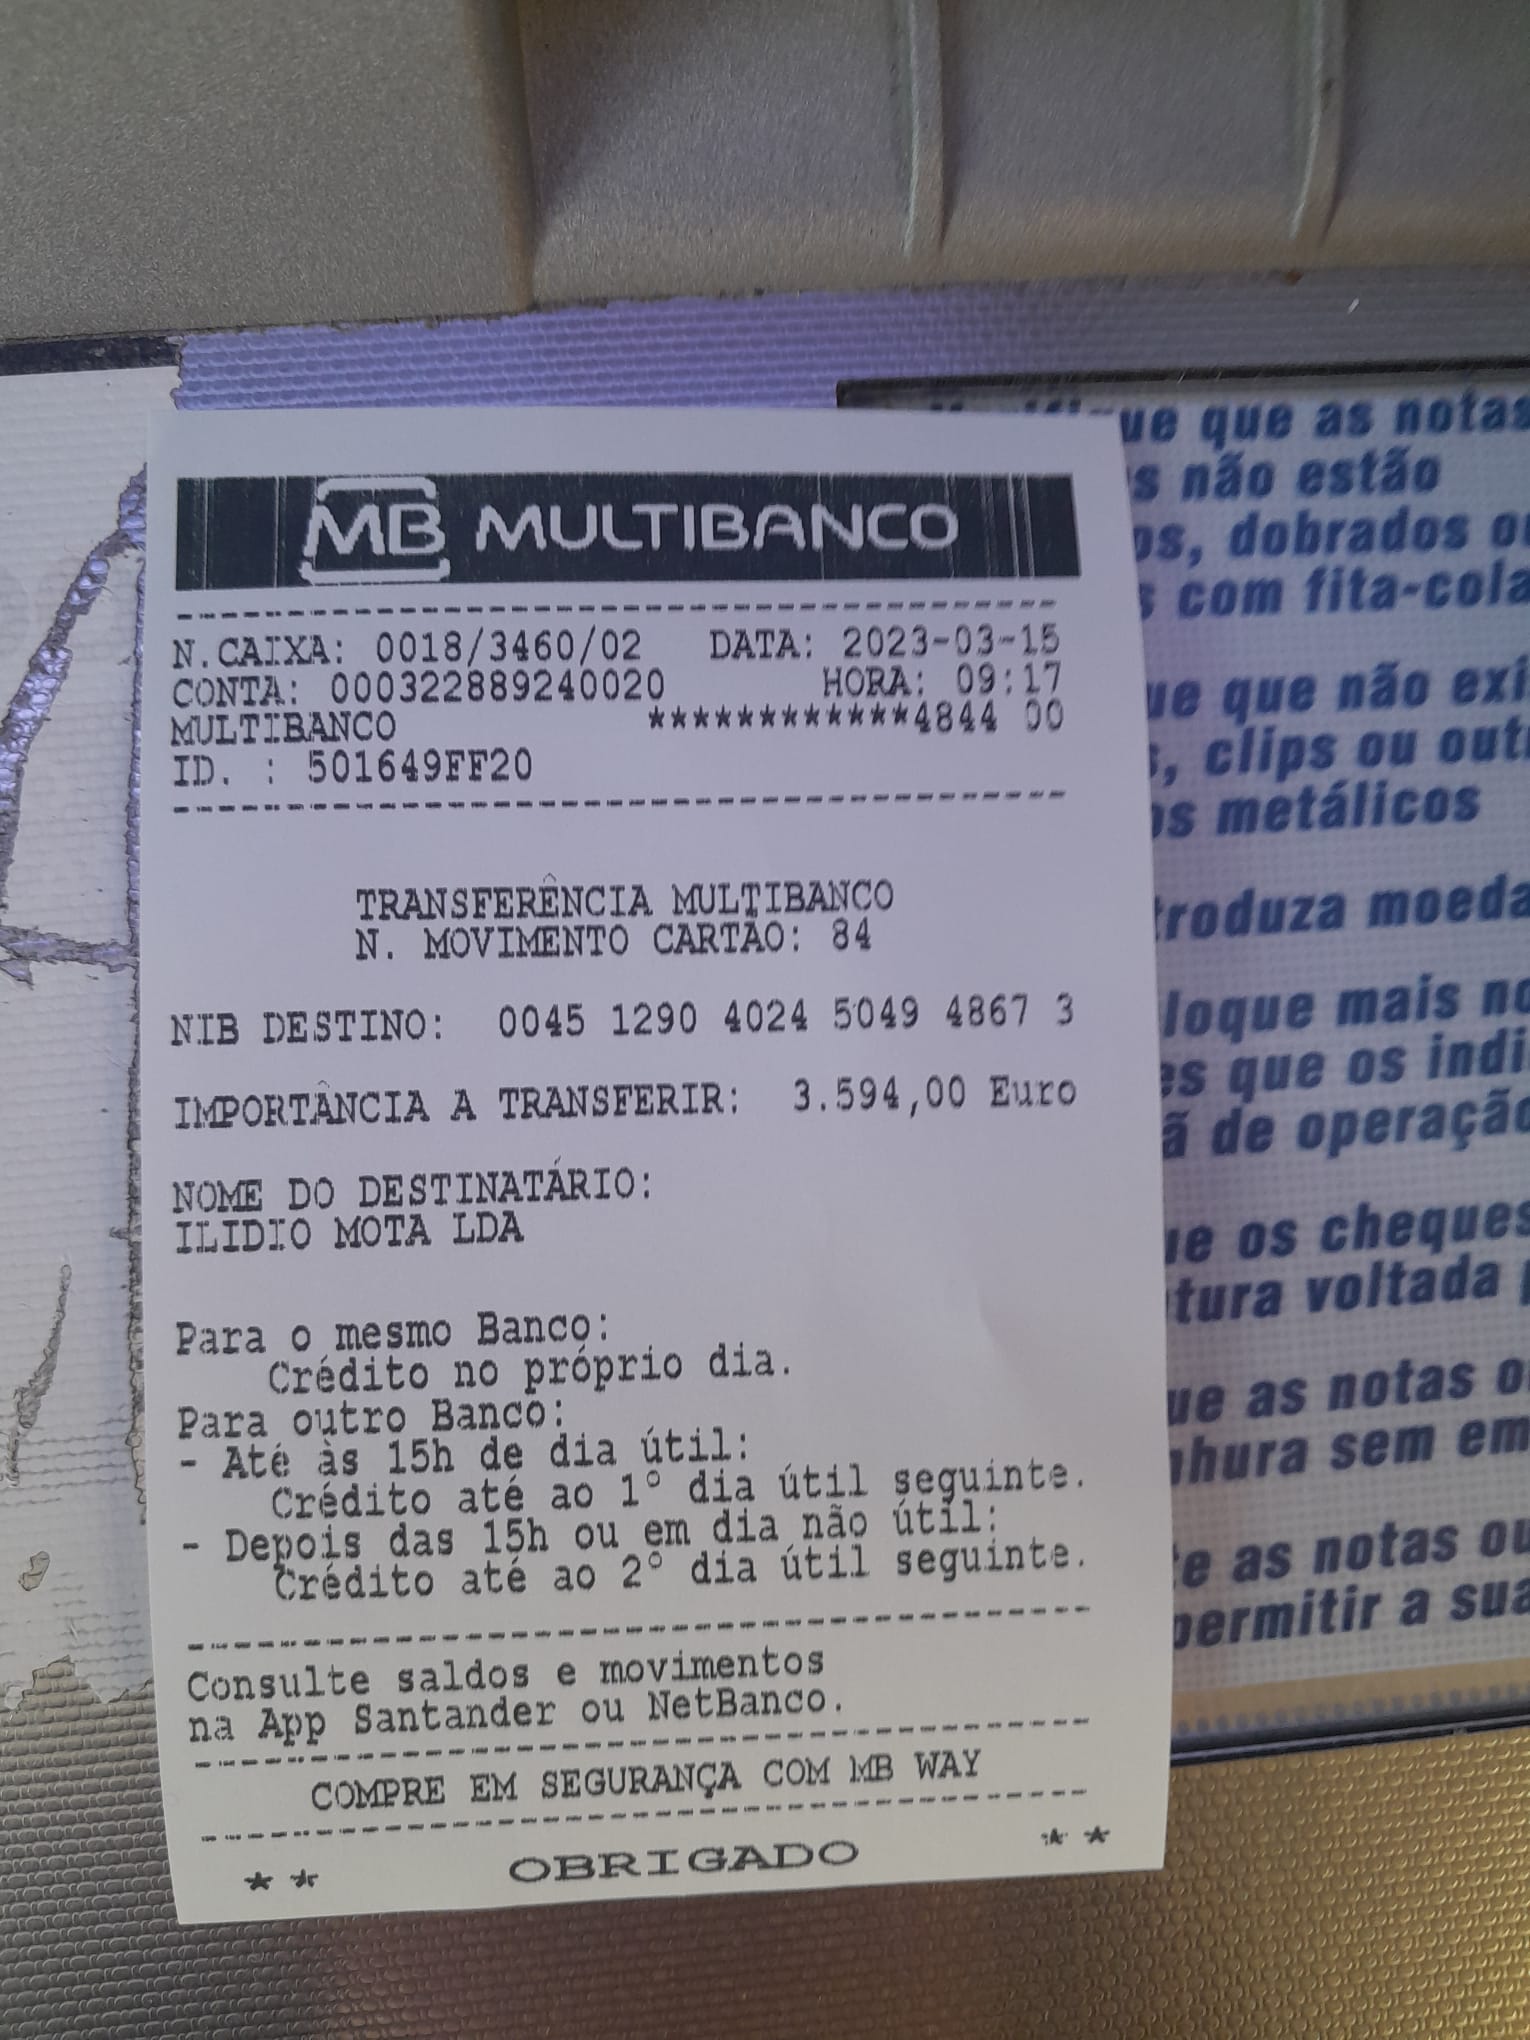 MB MULTIBANCO
N.CAIXA: 0018/3460/02 DATA: 2023-03-15
CONTA: 000322889240020 HORA: 09:17
MULTIBANCO ************4844 00
ID. : 501649FF20
TRANSFERÊNCIA MULTIBANCO
N. MOVIMENTO CARTÃO: 84
NIB DESTINO: 0045 1290 4024 5049 4867 3
IMPORTÂNCIA A TRANSFERIR: 3.594,00 Euro
NOME DO DESTINATÁRIO:
ILIDIO MOTA LDA
Para o mesmo Banco:
Crédito no próprio dia.
Para outro Banco:
- Até às 15h de dia útil:
Crédito até ao 1º dia útil seguinte.
- Depois das 15h ou em dia não útil:
Crédito até ao 2º dia útil seguinte.
Consulte saldos e movimentos
na App Santander ou NetBanco.
COMPRE EM SEGURANÇA COM MB WAY
** OBRIGADO **
que as notas
não estão
dobrados
com fita-cola
que não
clips ou
metálicos
mais
que os
de operação
os cheques
voltada
as notas
sem
as notas ou
permitir a sua